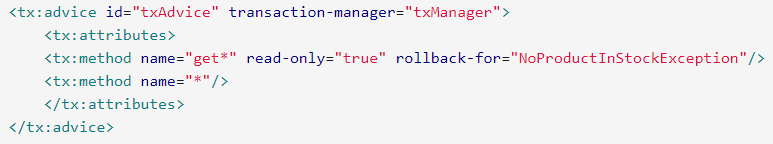 <tx:advice id="txAdvice" transaction-manager="txManager">
    <tx:attributes>
    <tx:method name="get*" read-only="true" rollback-for="NoProductInStockException"/>
    <tx:method name="*"/>
    </tx:attributes>
</tx:advice>